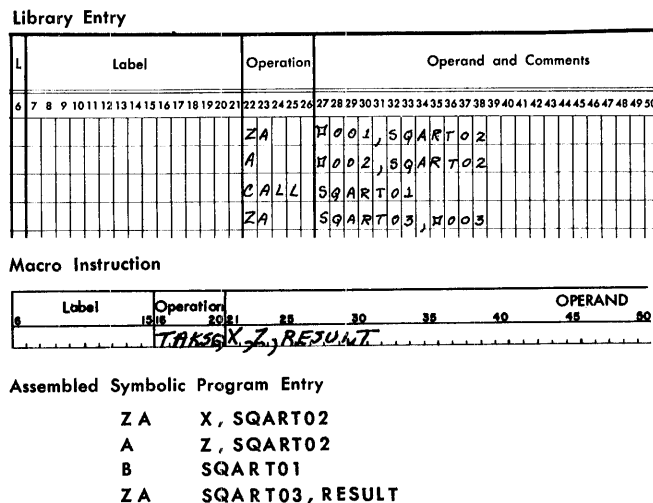 Library Entry
L Label Operation Operand and Comments
6 7 8 9 10 11 12 13 14 15 16 17 18 19 20 21 22 23 24 25 26 27 28 29 30 31 32 33 34 35 36 37 38 39 40 41 42 43 44 45 46 47 48 49 50
ZA ⌑001,SQART02
A ⌑002,SQART02
CALL SQART01
ZA SQART03,⌑003
Macro Instruction
Label Operation OPERAND
6 15 16 20 21 25 30 35 40 45 50
TAKSQ X,Z,RESULT
Assembled Symbolic Program Entry
ZA X, SQART02
A Z, SQART02
B SQART01
ZA SQART03, RESULT